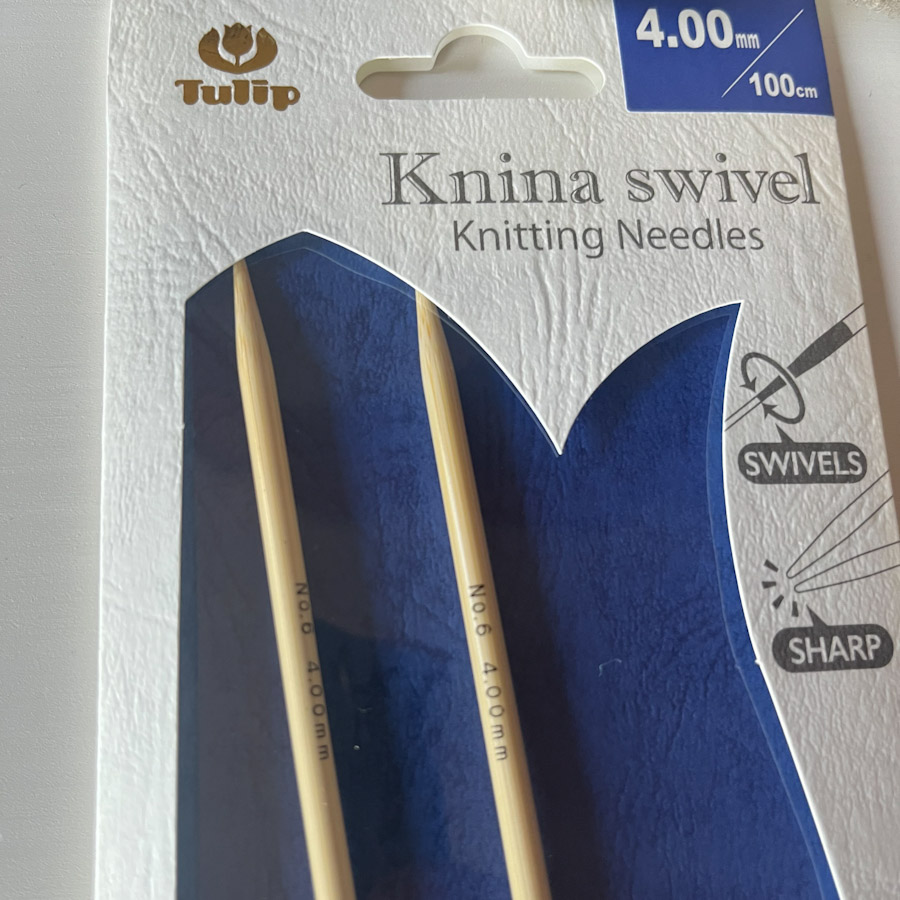 Tulip
4.00mm
100cm
Knina swivel
Knitting Needles
SWIVELS
SHARP
No.6 4.00mm
No.6 4.00mm